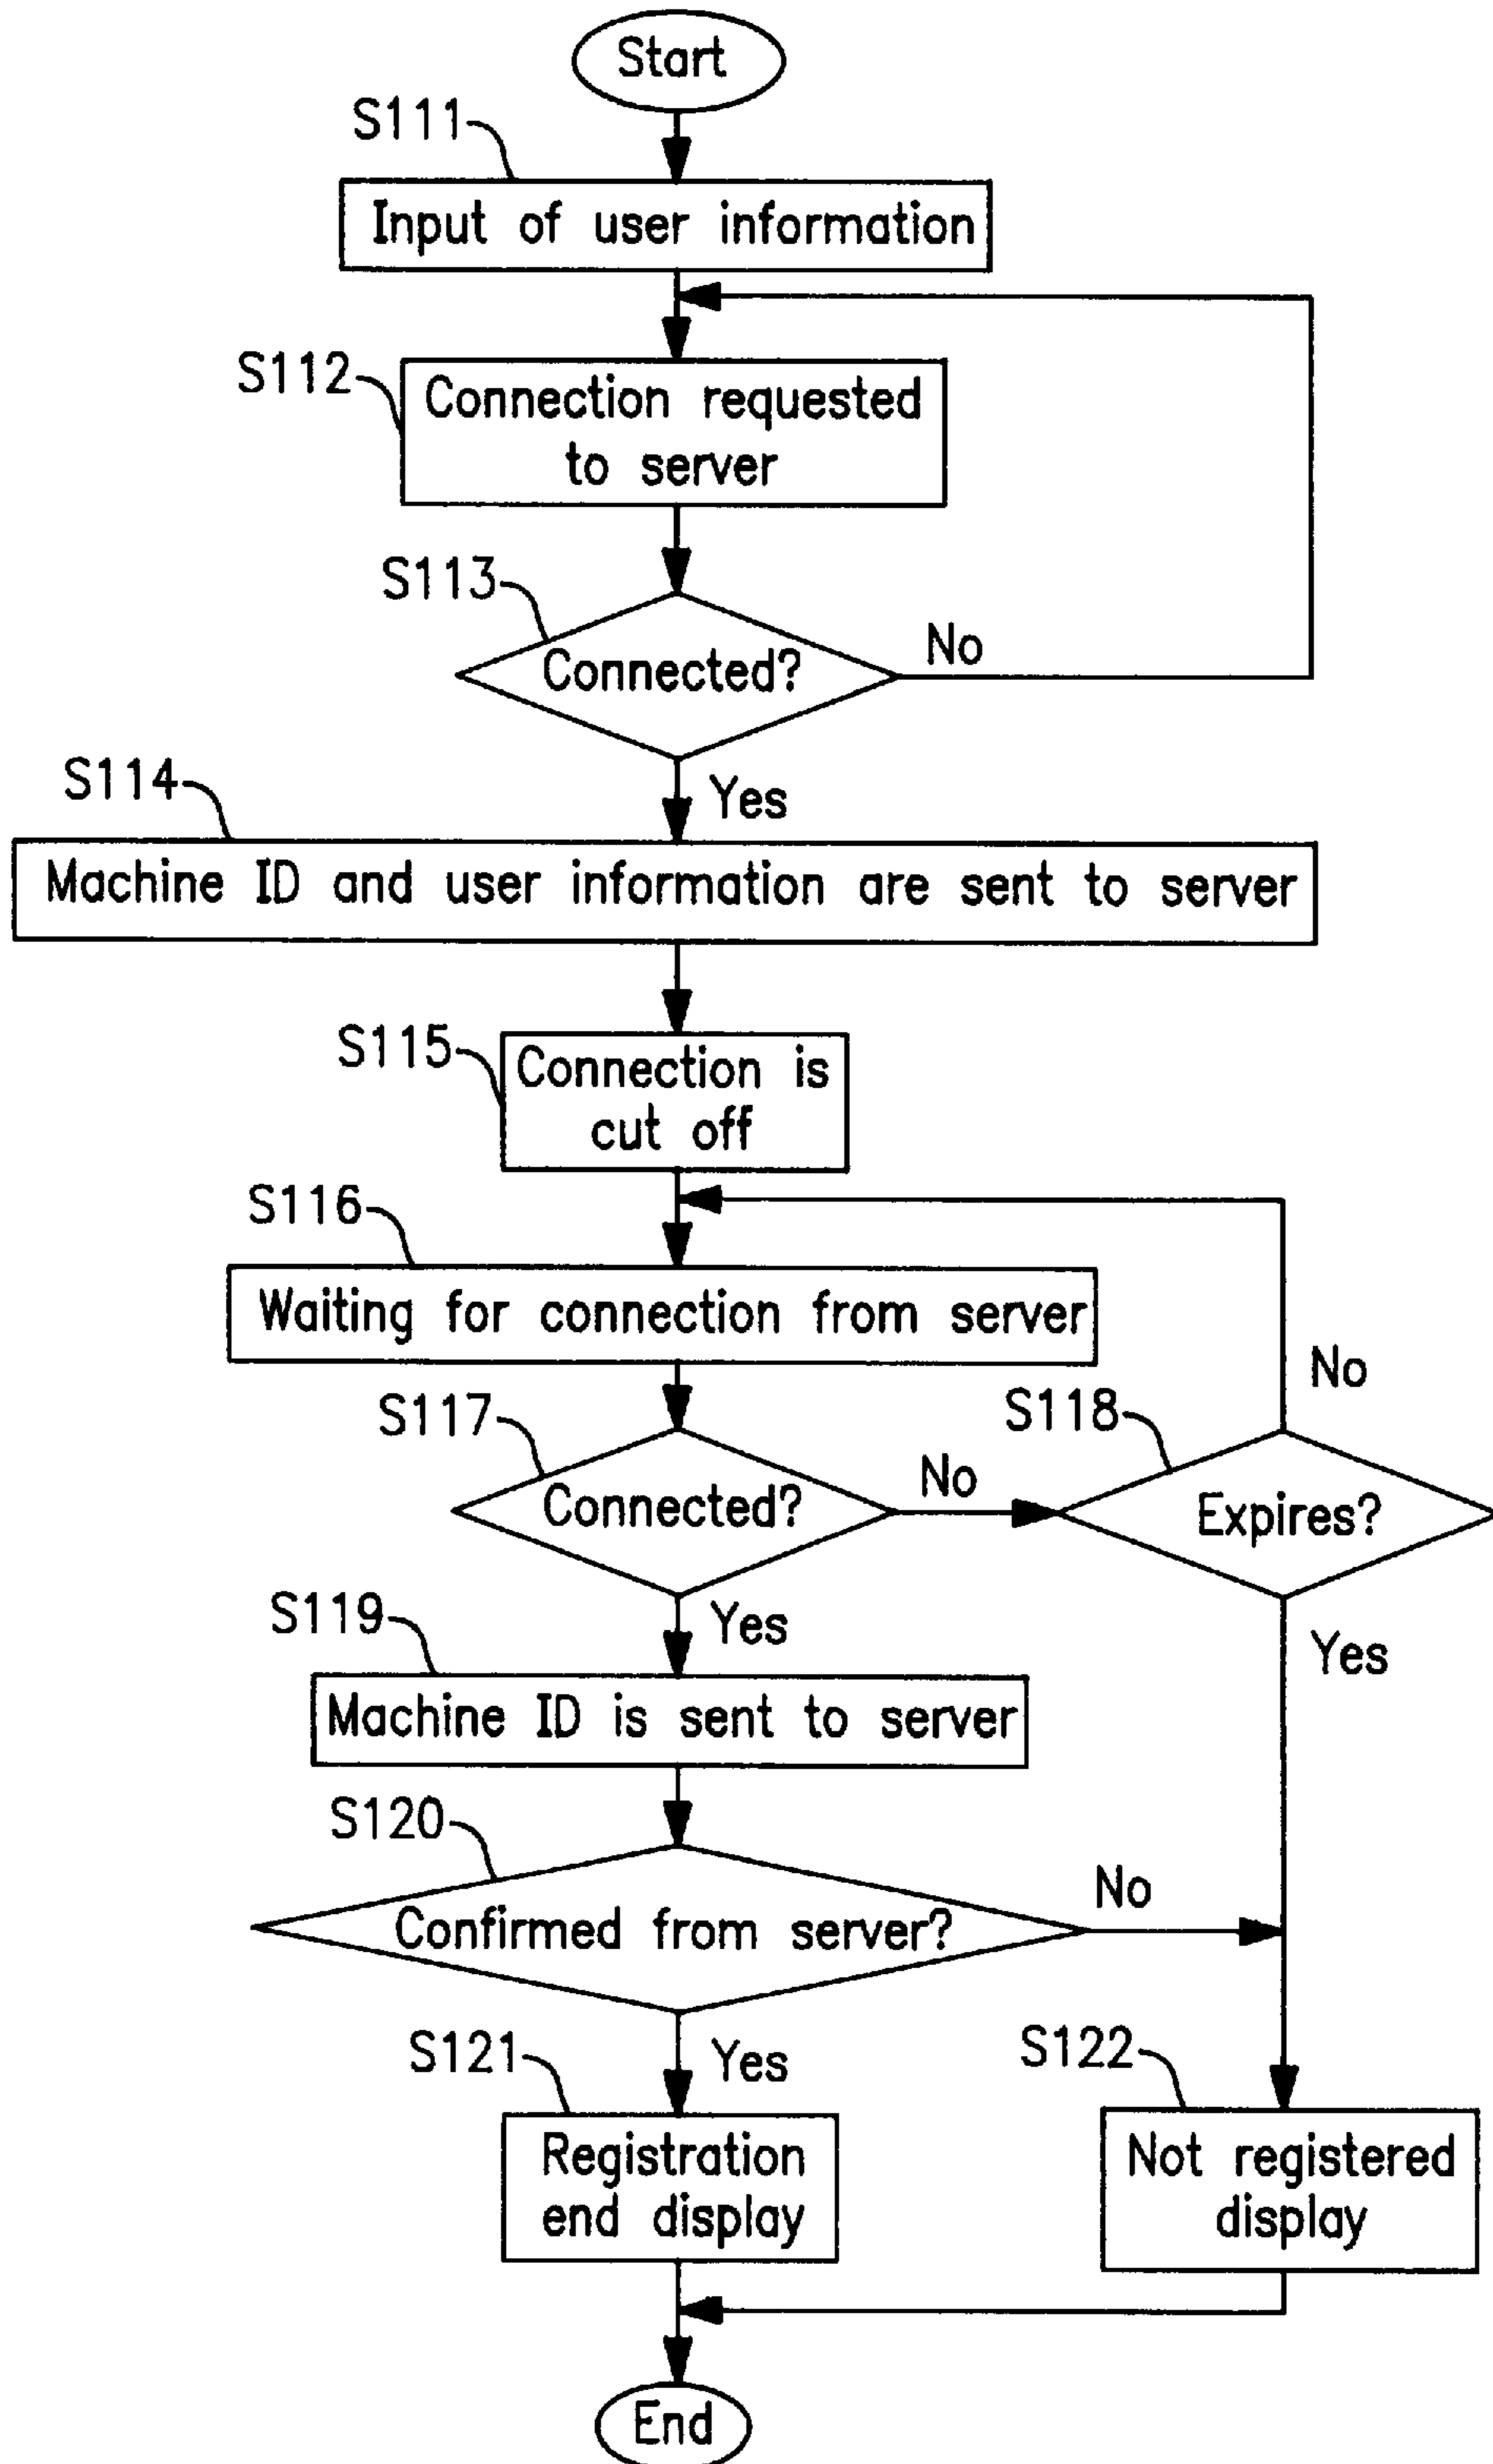 Start
S111
Input of user information
S112
Connection requested
to server
S113
Connected?
No
Yes
S114
Machine ID and user information are sent to server
S115
Connection is
cut off
S116
Waiting for connection from server
No
S117
Connected?
No
S118
Expires?
Yes
Yes
S119
Machine ID is sent to server
S120
Confirmed from server?
No
Yes
S121
Registration
end display
S122
Not registered
display
End